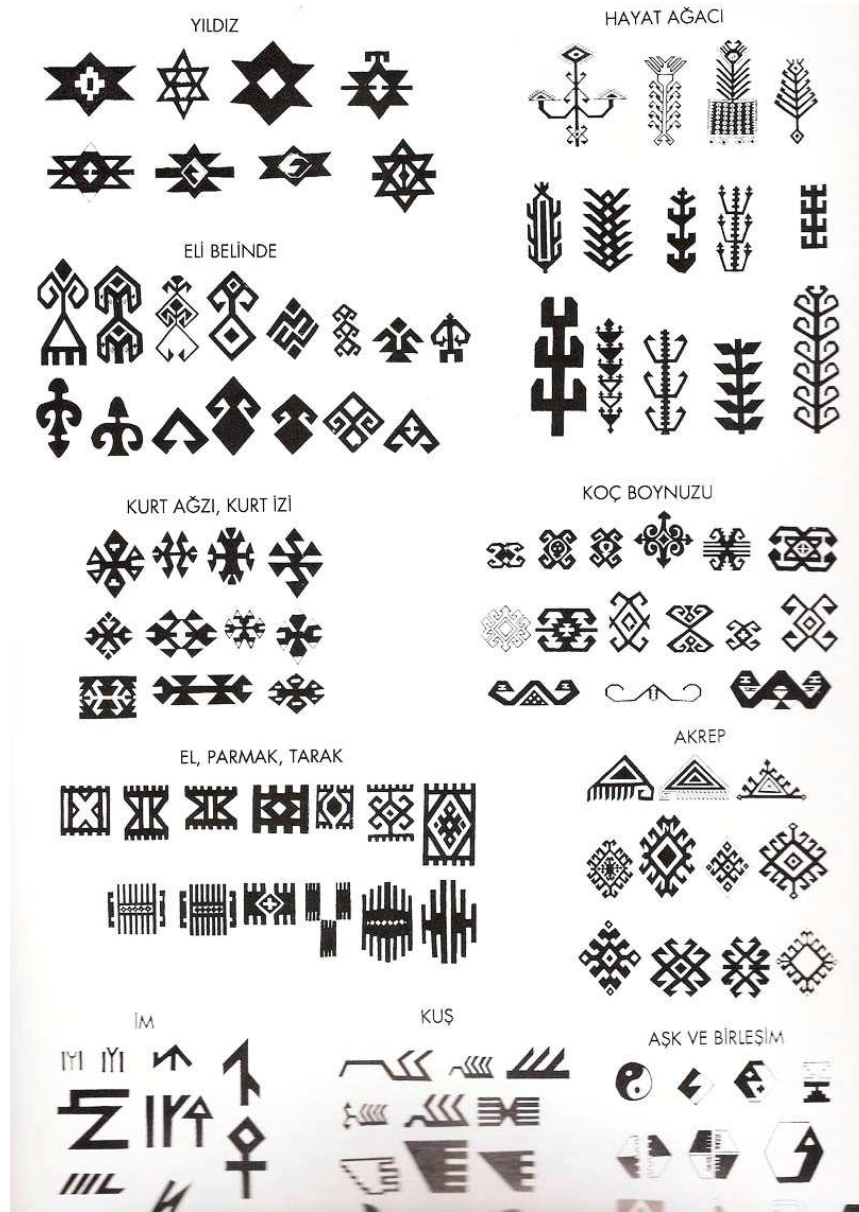 YILDIZ
HAYAT AĞACI
ELİ BELİNDE
KURT AĞZI, KURT İZİ
KOÇ BOYNUZU
EL, PARMAK, TARAK
AKREP
İM
KUŞ
AŞK VE BİRLEŞİM